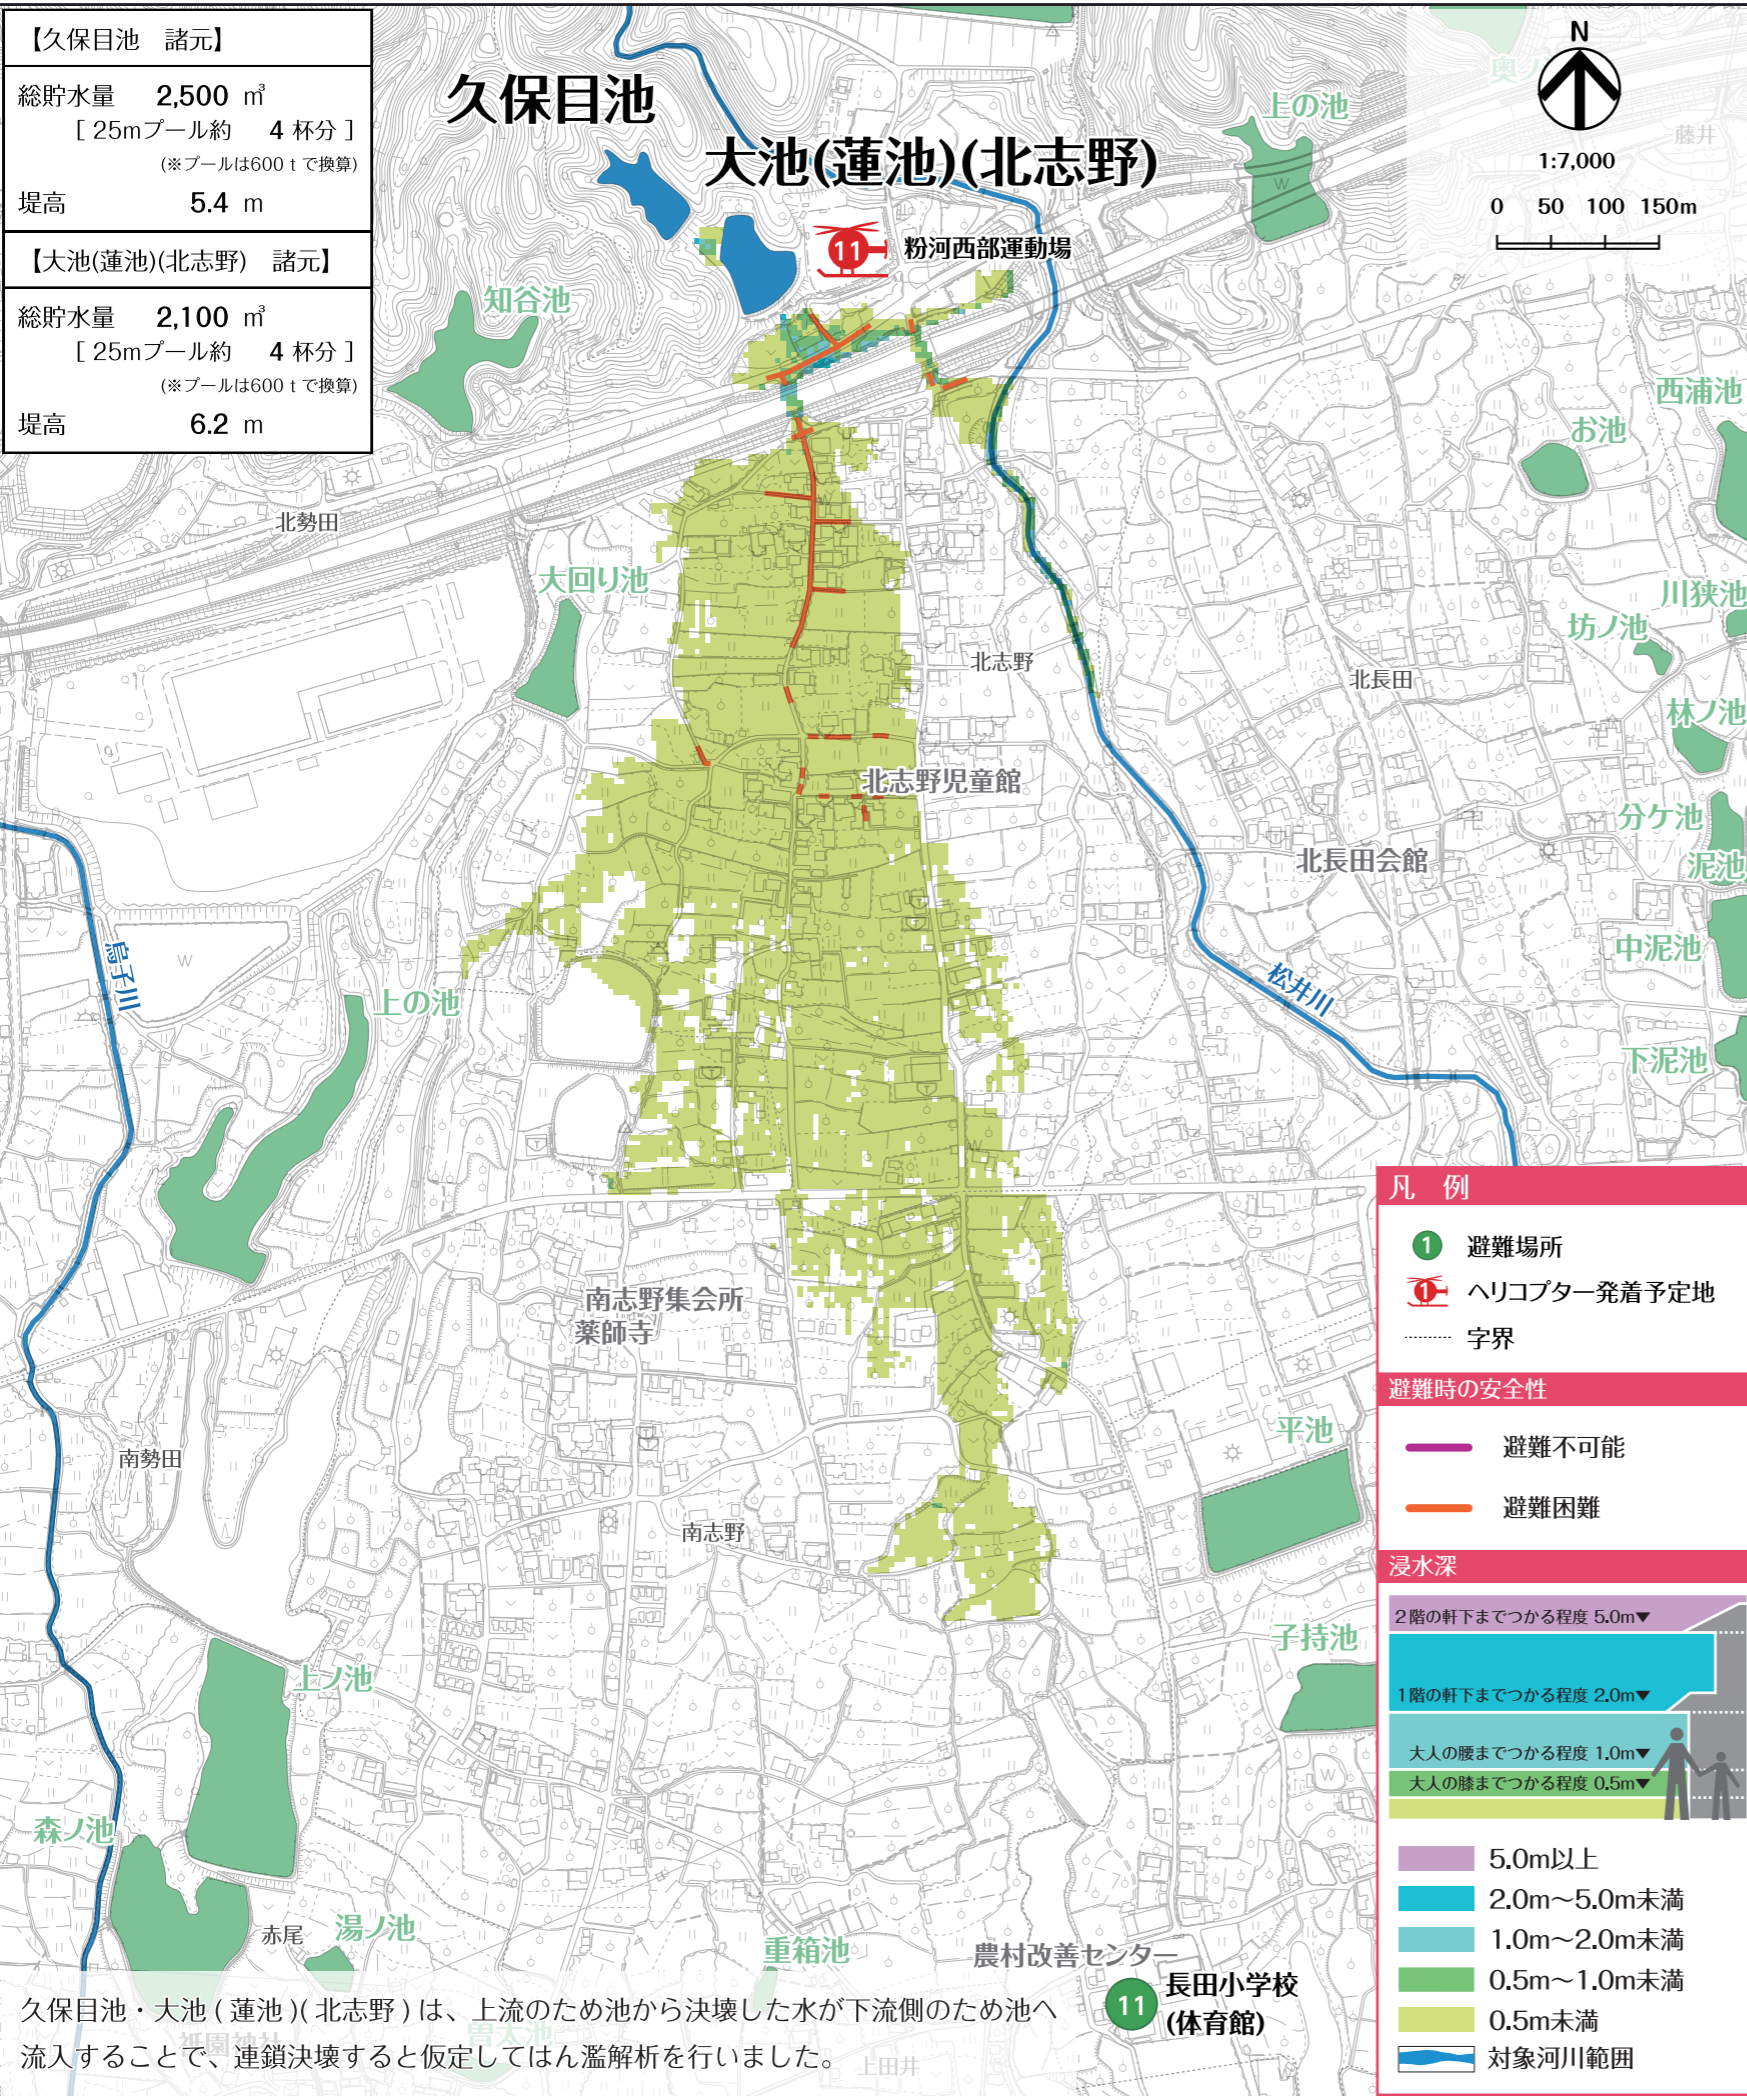 【久保目池　諸元】
総貯水量　2,500 ㎥
[ 25mプール約　4 杯分 ]
(※プールは600 t で換算)
堤高　5.4 m
【大池(蓮池)(北志野)　諸元】
総貯水量　2,100 ㎥
[ 25mプール約　4 杯分 ]
(※プールは600 t で換算)
堤高　6.2 m
久保目池
大池(蓮池)(北志野)
11
粉河西部運動場
上の池
W
N
藤井
1:7,000
0 50 100 150m
知谷池
西浦池
お池
北勢田
大回り池
川狭池
坊ノ池
北志野
北長田
林ノ池
北志野児童館
分ケ池
北長田会館
泥池
中泥池
W
烏子川
松井川
上の池
下泥池
W
南志野集会所
薬師寺
平池
南勢田
南志野
子持池
上ノ池
W
森ノ池
赤尾
湯ノ池
重箱池
農村改善センター
11
長田小学校
(体育館)
久保目池・大池 ( 蓮池 )( 北志野 ) は、上流のため池から決壊した水が下流側のため池へ
流入することで、連鎖決壊すると仮定してはん濫解析を行いました。
祇園神社
上田井
凡　例
1 避難場所
1 ヘリコプター発着予定地
字界
避難時の安全性
避難不可能
避難困難
浸水深
2階の軒下までつかる程度 5.0m▼
1階の軒下までつかる程度 2.0m▼
大人の腰までつかる程度 1.0m▼
大人の膝までつかる程度 0.5m▼
5.0m以上
2.0m～5.0m未満
1.0m～2.0m未満
0.5m～1.0m未満
0.5m未満
対象河川範囲